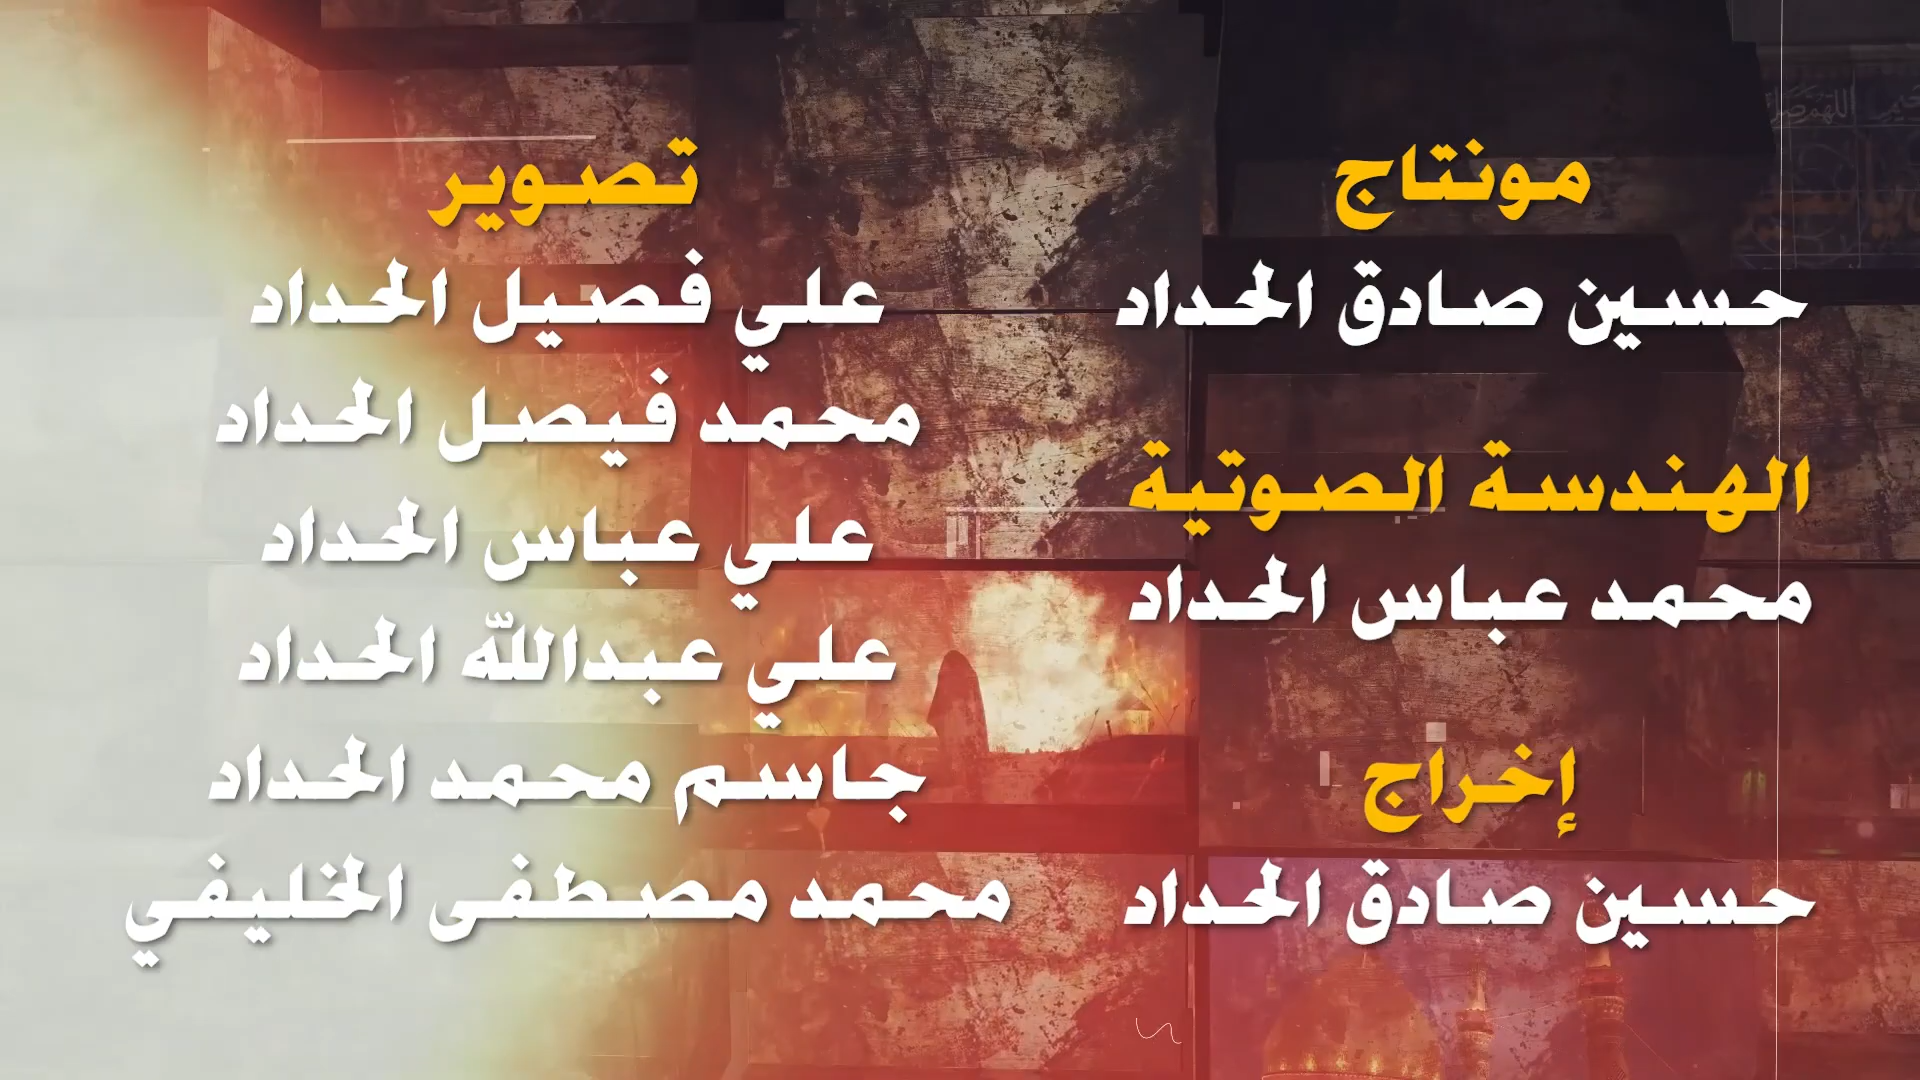 مونتاج
حسين صادق الحداد
الهندسة الصوتية
محمد عباس الحداد
إخراج
حسين صادق الحداد
تصوير
علي فصيل الحداد
محمد فيصل الحداد
علي عباس الحداد
علي عبدالله الحداد
جاسم محمد الحداد
محمد مصطفى الخليفي